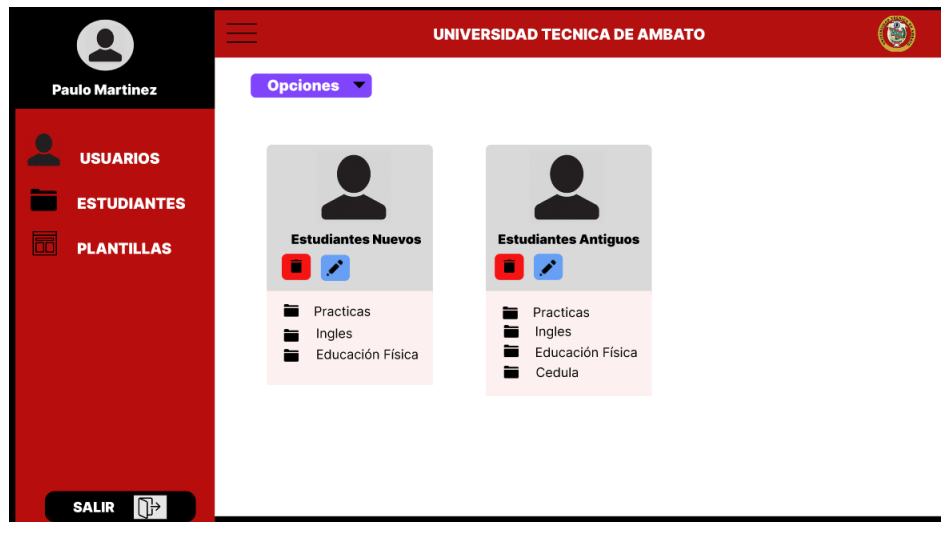 UNIVERSIDAD TECNICA DE AMBATO
Paulo Martinez
USUARIOS
ESTUDIANTES
PLANTILLAS
SALIR
Opciones
Estudiantes Nuevos
Practicas
Ingles
Educación Física
Estudiantes Antiguos
Practicas
Ingles
Educación Física
Cedula